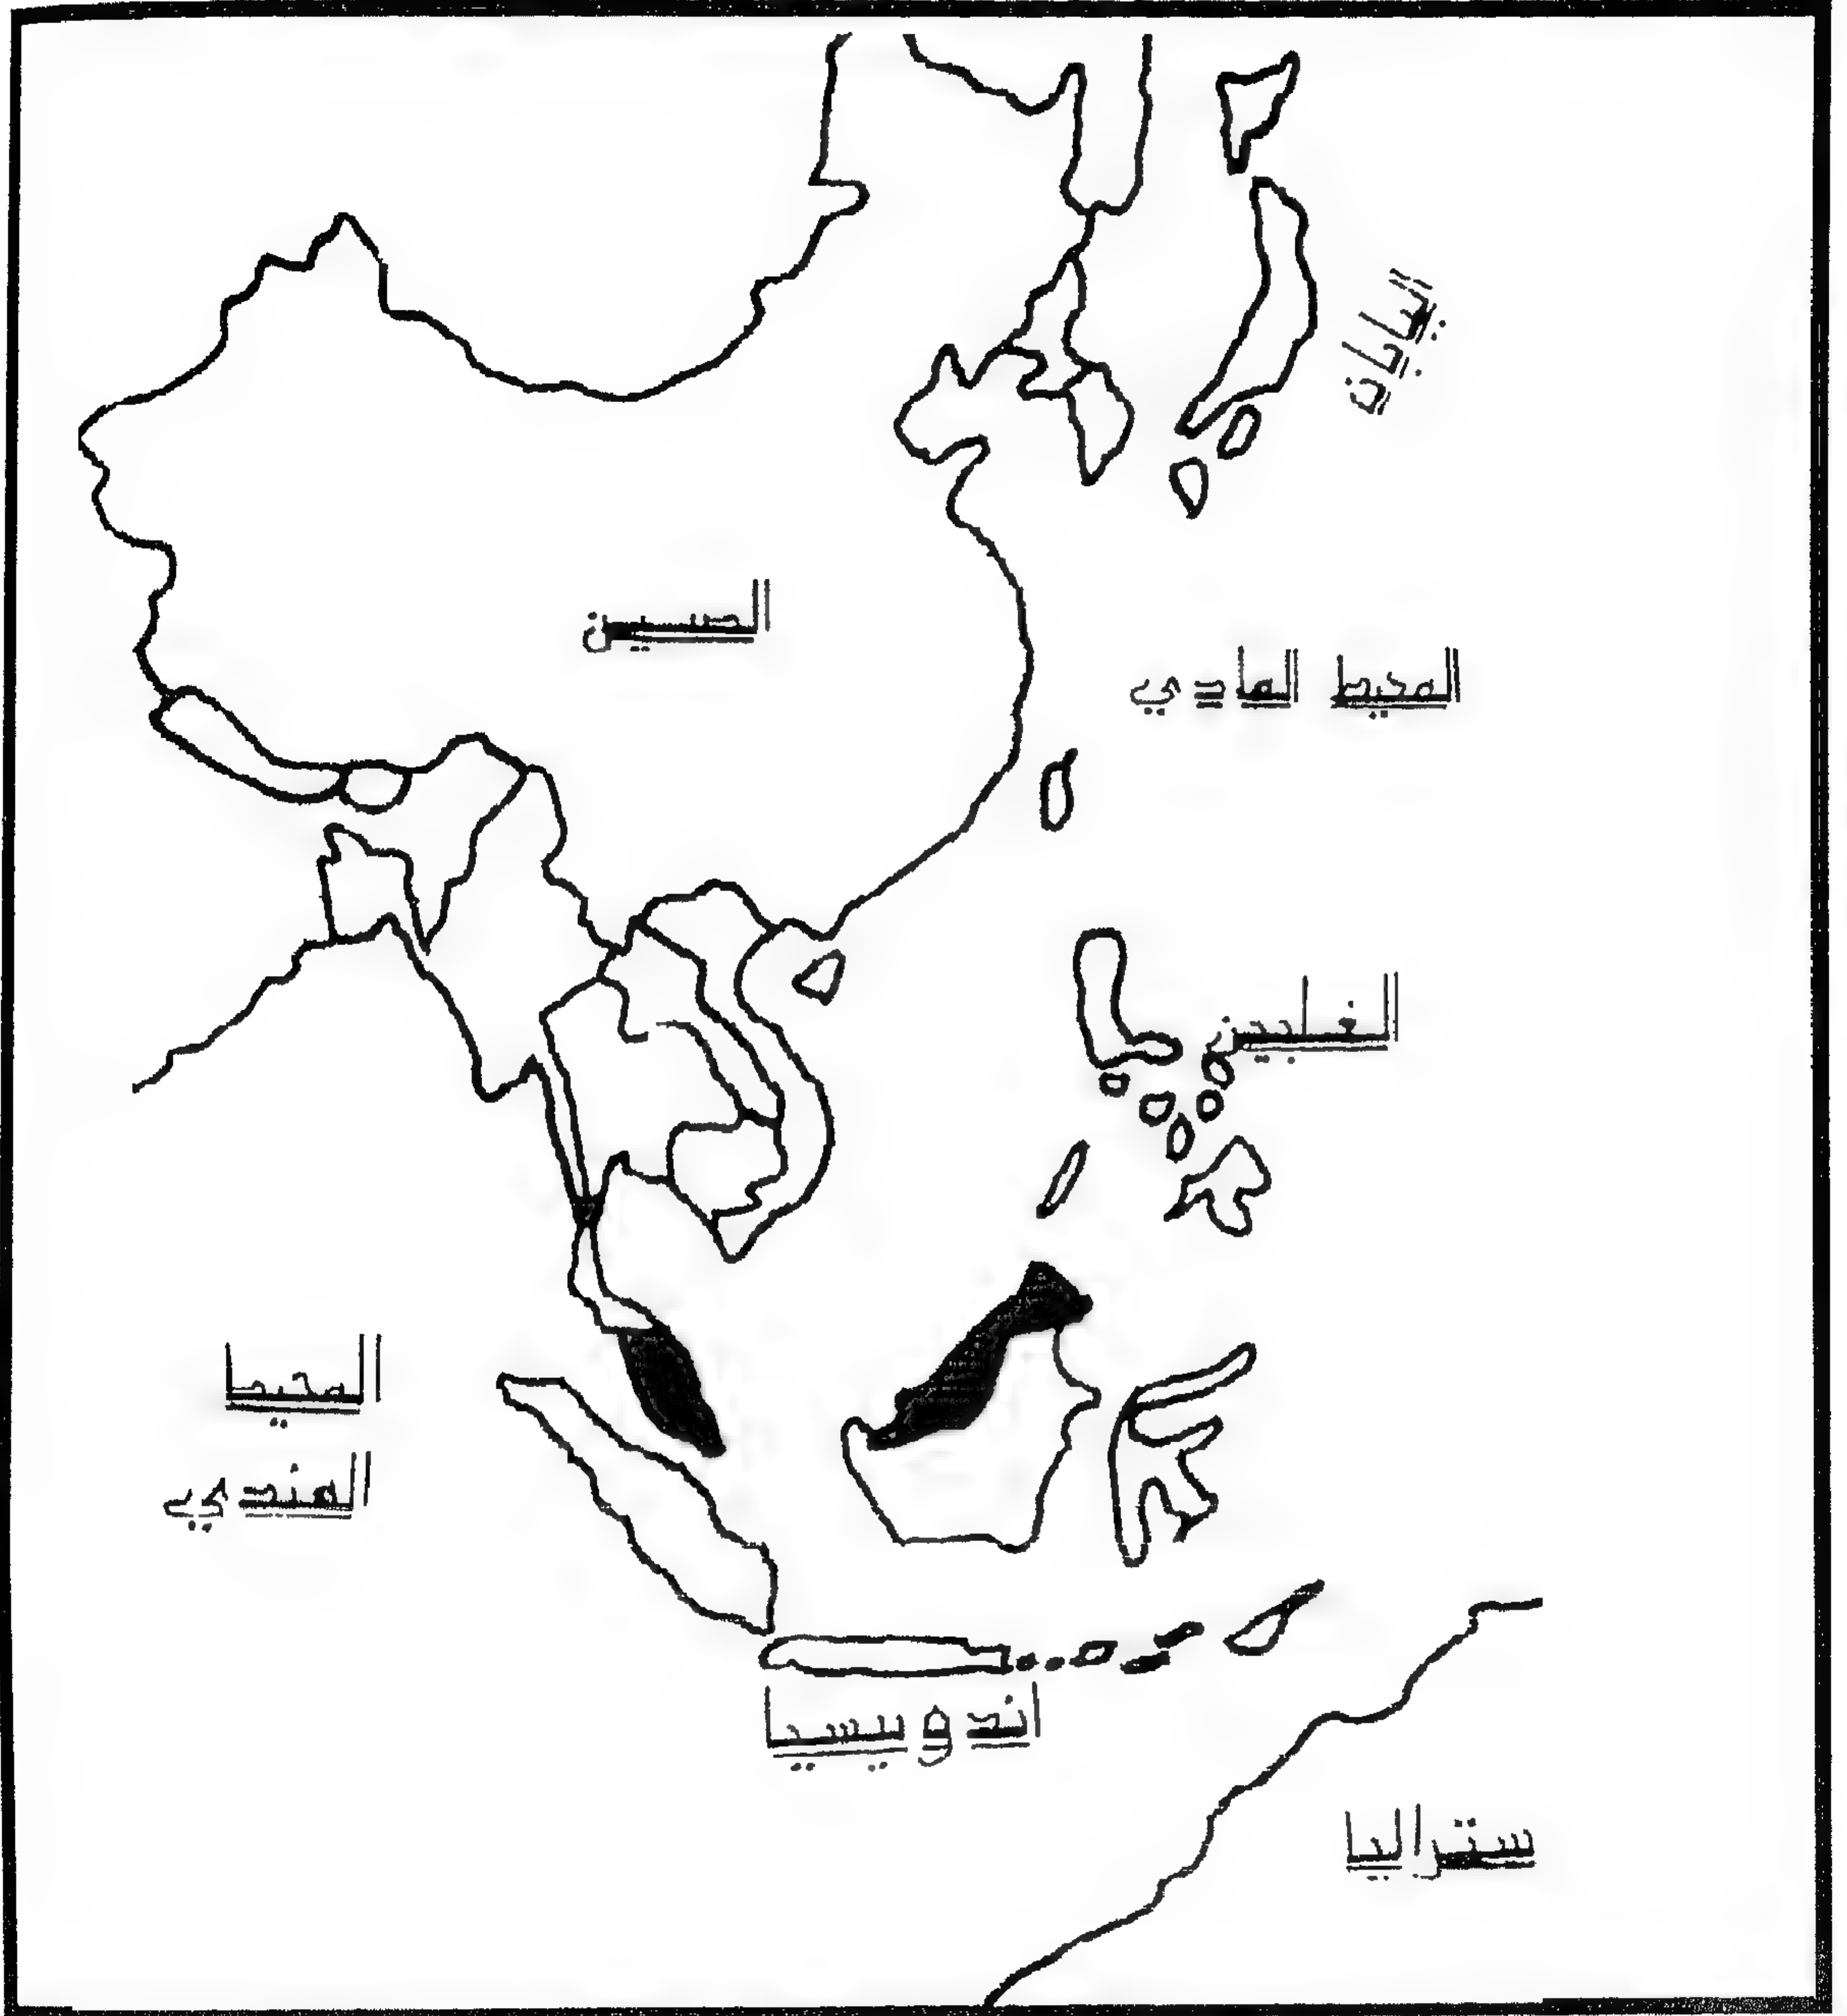 اليابان
الصين
المحيط الهادي
الفلبين
المحيط
الهندي
اندونيسيا
ستراليا